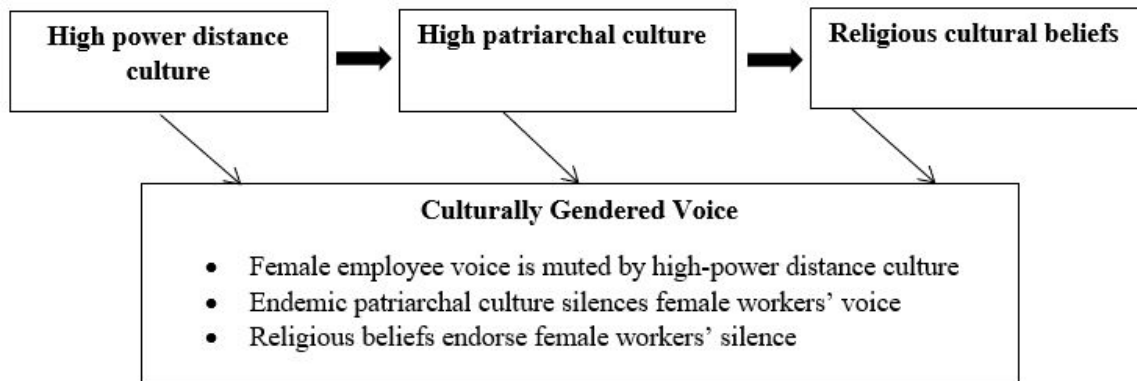 High power distance
culture
High patriarchal culture
Religious cultural beliefs
Culturally Gendered Voice
• Female employee voice is muted by high-power distance culture
• Endemic patriarchal culture silences female workers’ voice
• Religious beliefs endorse female workers’ silence